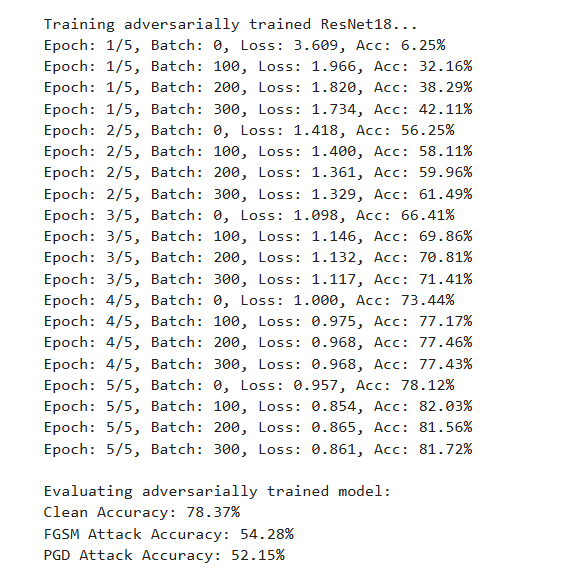 Training adversarially trained ResNet18...
Epoch: 1/5, Batch: 0, Loss: 3.609, Acc: 6.25%
Epoch: 1/5, Batch: 100, Loss: 1.966, Acc: 32.16%
Epoch: 1/5, Batch: 200, Loss: 1.820, Acc: 38.29%
Epoch: 1/5, Batch: 300, Loss: 1.734, Acc: 42.11%
Epoch: 2/5, Batch: 0, Loss: 1.418, Acc: 56.25%
Epoch: 2/5, Batch: 100, Loss: 1.400, Acc: 58.11%
Epoch: 2/5, Batch: 200, Loss: 1.361, Acc: 59.96%
Epoch: 2/5, Batch: 300, Loss: 1.329, Acc: 61.49%
Epoch: 3/5, Batch: 0, Loss: 1.098, Acc: 66.41%
Epoch: 3/5, Batch: 100, Loss: 1.146, Acc: 69.86%
Epoch: 3/5, Batch: 200, Loss: 1.132, Acc: 70.81%
Epoch: 3/5, Batch: 300, Loss: 1.117, Acc: 71.41%
Epoch: 4/5, Batch: 0, Loss: 1.000, Acc: 73.44%
Epoch: 4/5, Batch: 100, Loss: 0.975, Acc: 77.17%
Epoch: 4/5, Batch: 200, Loss: 0.968, Acc: 77.46%
Epoch: 4/5, Batch: 300, Loss: 0.968, Acc: 77.43%
Epoch: 5/5, Batch: 0, Loss: 0.957, Acc: 78.12%
Epoch: 5/5, Batch: 100, Loss: 0.854, Acc: 82.03%
Epoch: 5/5, Batch: 200, Loss: 0.865, Acc: 81.56%
Epoch: 5/5, Batch: 300, Loss: 0.861, Acc: 81.72%
Evaluating adversarially trained model:
Clean Accuracy: 78.37%
FGSM Attack Accuracy: 54.28%
PGD Attack Accuracy: 52.15%